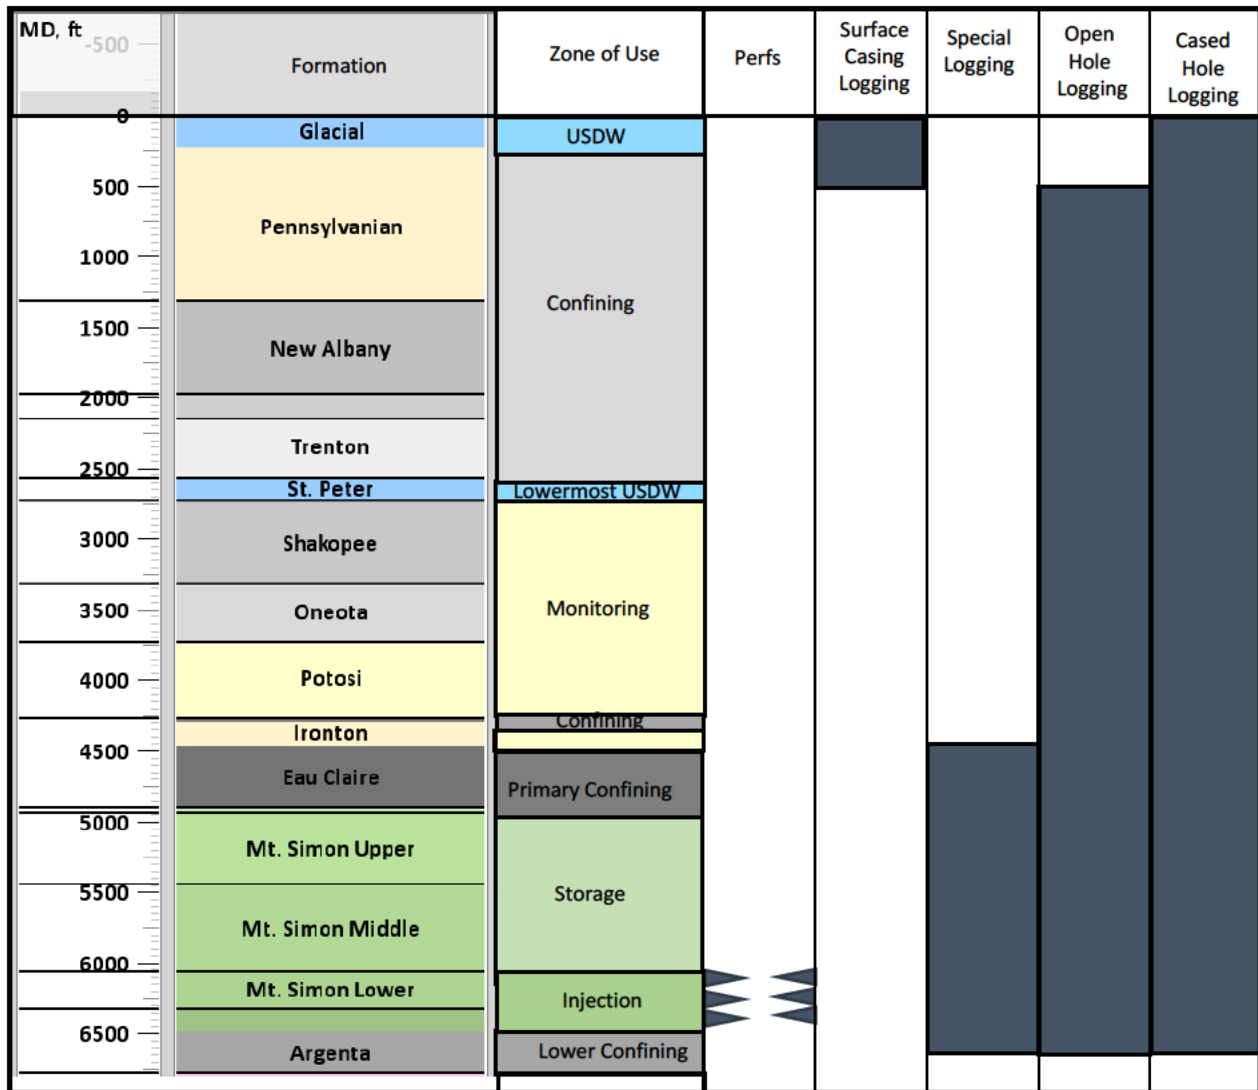 MD, ft
-500
Formation
Zone of Use
Perfs
Surface
Casing
Logging
Special
Logging
Open
Hole
Logging
Cased
Hole
Logging
0
Glacial
USDW
500
Pennsylvanian
1000
Confining
1500
New Albany
2000
Trenton
2500
St. Peter
Lowermost USDW
3000
Shakopee
3500
Oneota
Monitoring
4000
Potosi
Confining
Ironton
4500
Eau Claire
Primary Confining
5000
Mt. Simon Upper
5500
Storage
Mt. Simon Middle
6000
Mt. Simon Lower
Injection
6500
Argenta
Lower Confining